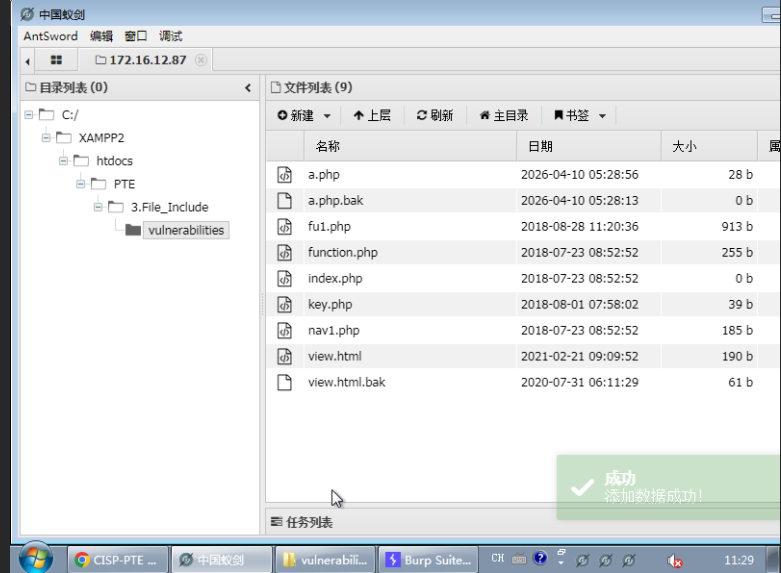 中国蚁剑
AntSword 编辑 窗口 调试
172.16.12.87
目录列表 (0)
文件列表 (9)
新建 上层 刷新 主目录 书签
C:/
XAMPP2
htdocs
PTE
3.File_Include
vulnerabilities
名称 日期 大小 属
a.php 2026-04-10 05:28:56 28 b
a.php.bak 2026-04-10 05:28:13 0 b
fu1.php 2018-08-28 11:20:36 913 b
function.php 2018-07-23 08:52:52 255 b
index.php 2018-07-23 08:52:52 0 b
key.php 2018-08-01 07:58:02 39 b
nav1.php 2018-07-23 08:52:52 185 b
view.html 2021-02-21 09:09:52 190 b
view.html.bak 2020-07-31 06:11:29 61 b
成功
添加数据成功!
任务列表
CISP-PTE ... 中国蚁剑 vulnerabili... Burp Suite... CH 11:29